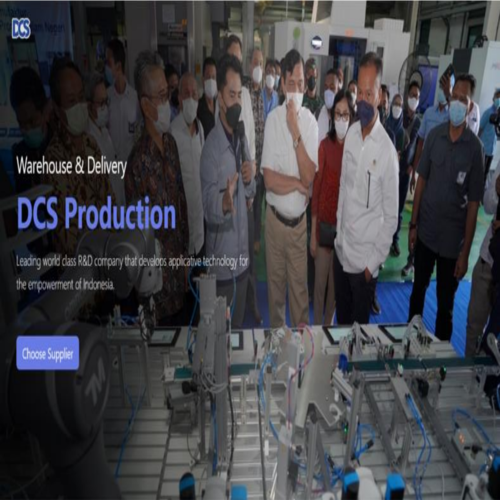 DCS
Warehouse & Delivery
DCS Production
Leading world class R&D company that develops applicative technology for
the empowerment of Indonesia.
Choose Supplier
TM